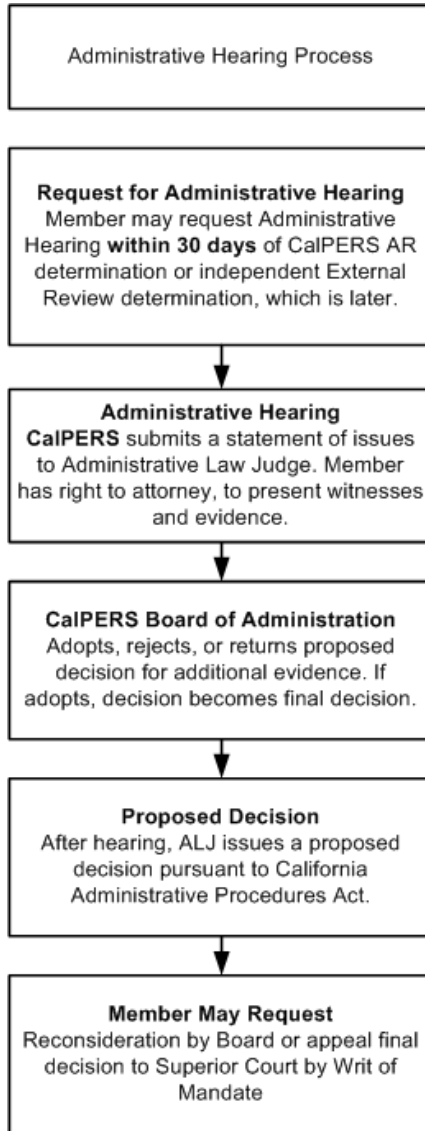 Administrative Hearing Process
Request for Administrative Hearing
Member may request Administrative
Hearing within 30 days of CalPERS AR
determination or independent External
Review determination, which is later.
Administrative Hearing
CalPERS submits a statement of issues
to Administrative Law Judge. Member
has right to attorney, to present witnesses
and evidence.
CalPERS Board of Administration
Adopts, rejects, or returns proposed
decision for additional evidence. If
adopts, decision becomes final decision.
Proposed Decision
After hearing, ALJ issues a proposed
decision pursuant to California
Administrative Procedures Act.
Member May Request
Reconsideration by Board or appeal final
decision to Superior Court by Writ of
Mandate